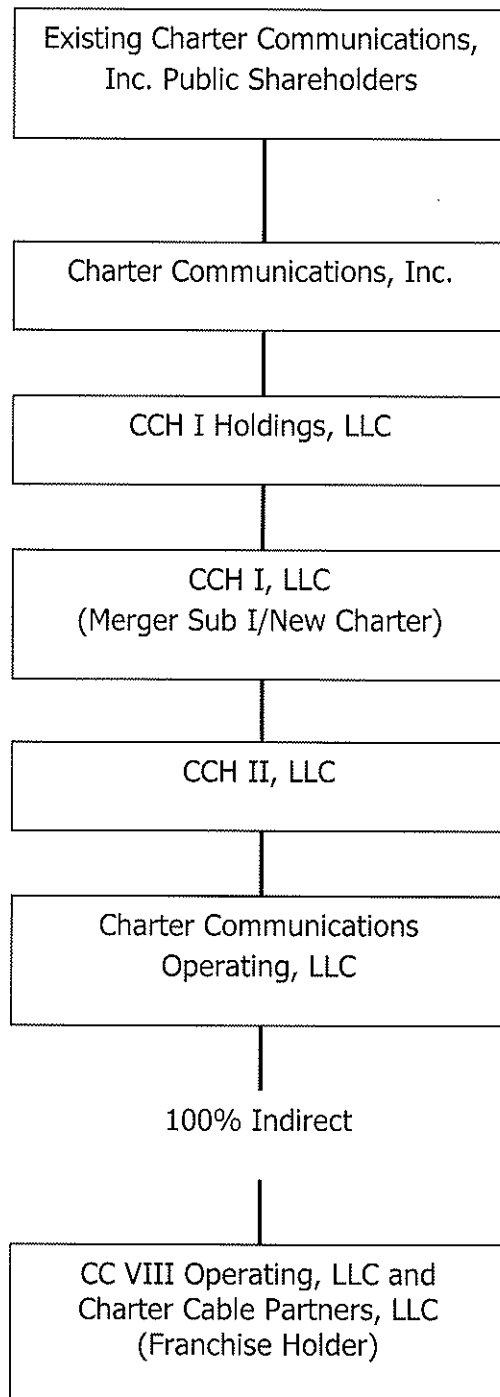 Existing Charter Communications,
Inc. Public Shareholders
Charter Communications, Inc.
CCH I Holdings, LLC
CCH I, LLC
(Merger Sub I/New Charter)
CCH II, LLC
Charter Communications
Operating, LLC
100% Indirect
CC VIII Operating, LLC and
Charter Cable Partners, LLC
(Franchise Holder)